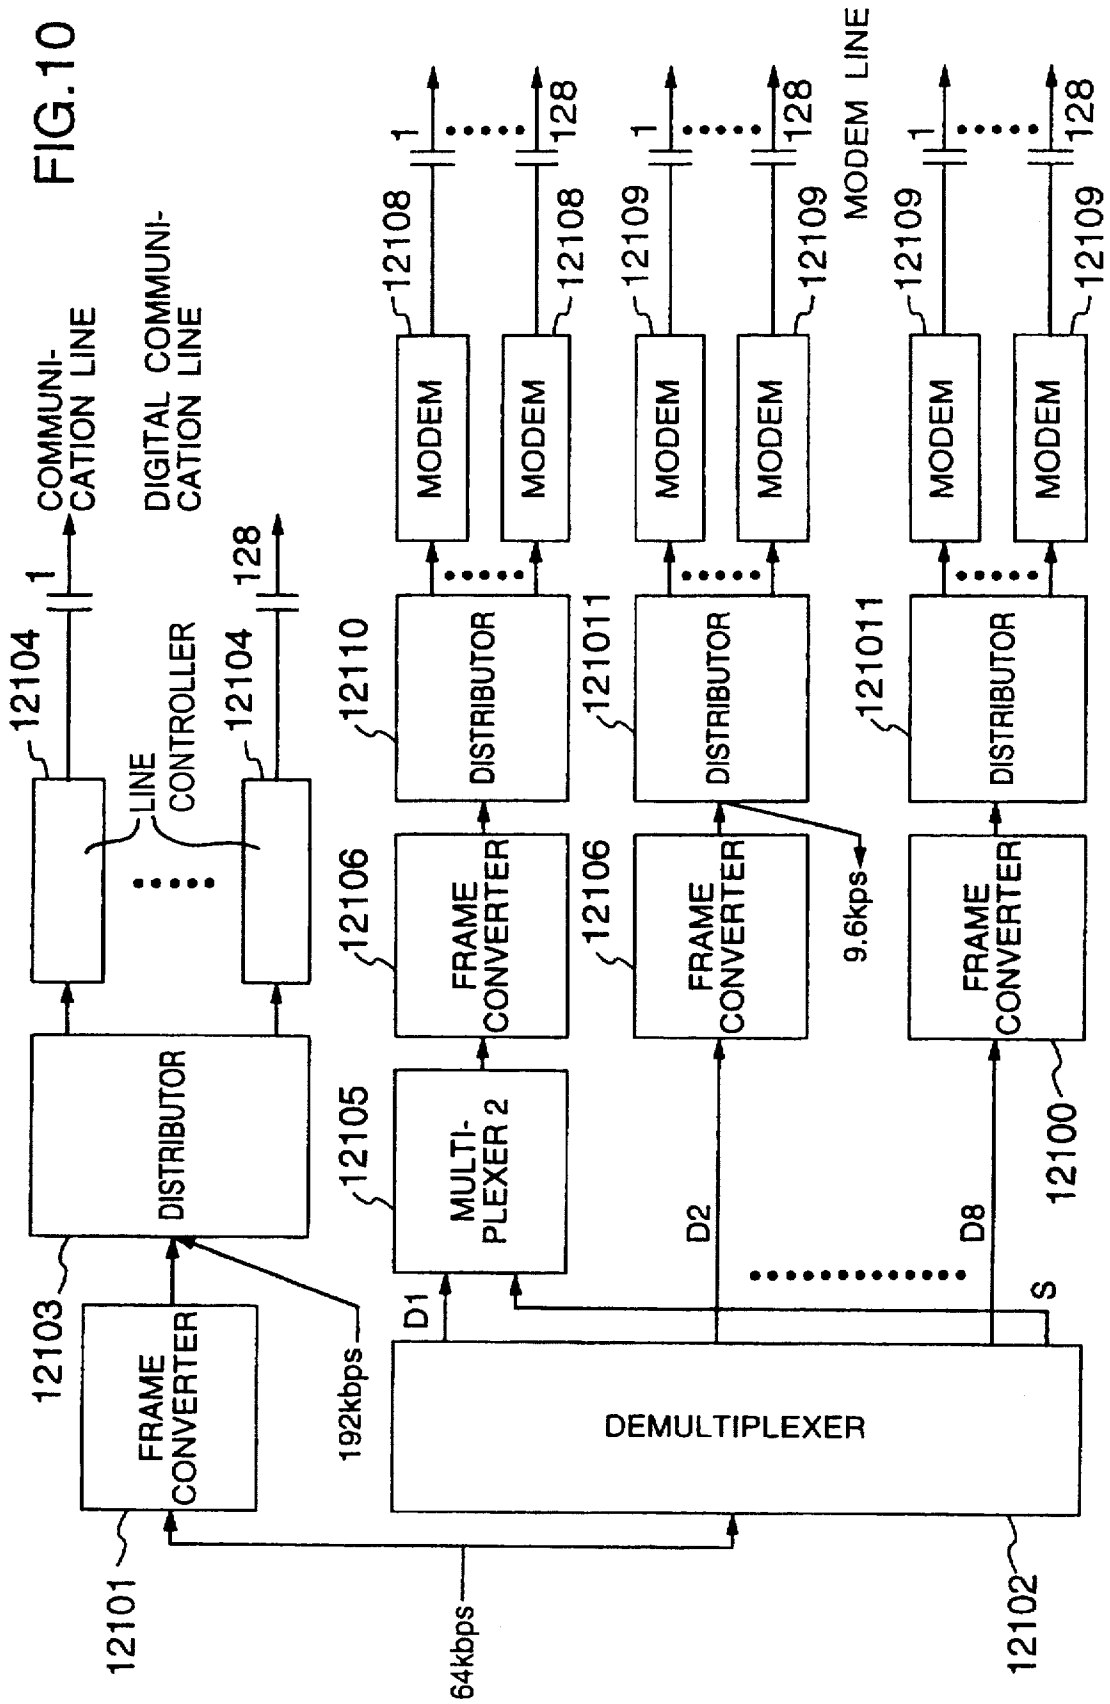 FIG.10
COMMUNI-
CATION LINE
DIGITAL COMMUNI-
CATION LINE
1
128
12104
LINE
CONTROLLER
12104
DISTRIBUTOR
12103
FRAME
CONVERTER
12101
192kbps
64kbps
1
128
12108
12108
MODEM
MODEM
12110
DISTRIBUTOR
12106
FRAME
CONVERTER
12105
MULTI-
PLEXER 2
D1
1
128
12109
12109
MODEM
MODEM
121011
DISTRIBUTOR
9.6kps
12106
FRAME
CONVERTER
D2
MODEM LINE
1
128
12109
12109
MODEM
MODEM
121011
DISTRIBUTOR
FRAME
CONVERTER
12100
D8
S
DEMULTIPLEXER
12102